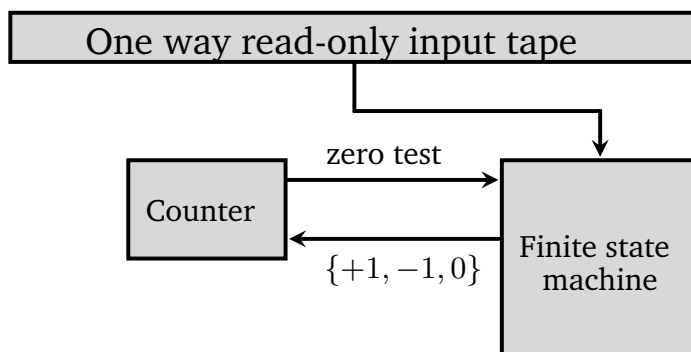 One way read-only input tape
zero test
Counter
Finite state
machine
{+1, −1, 0}